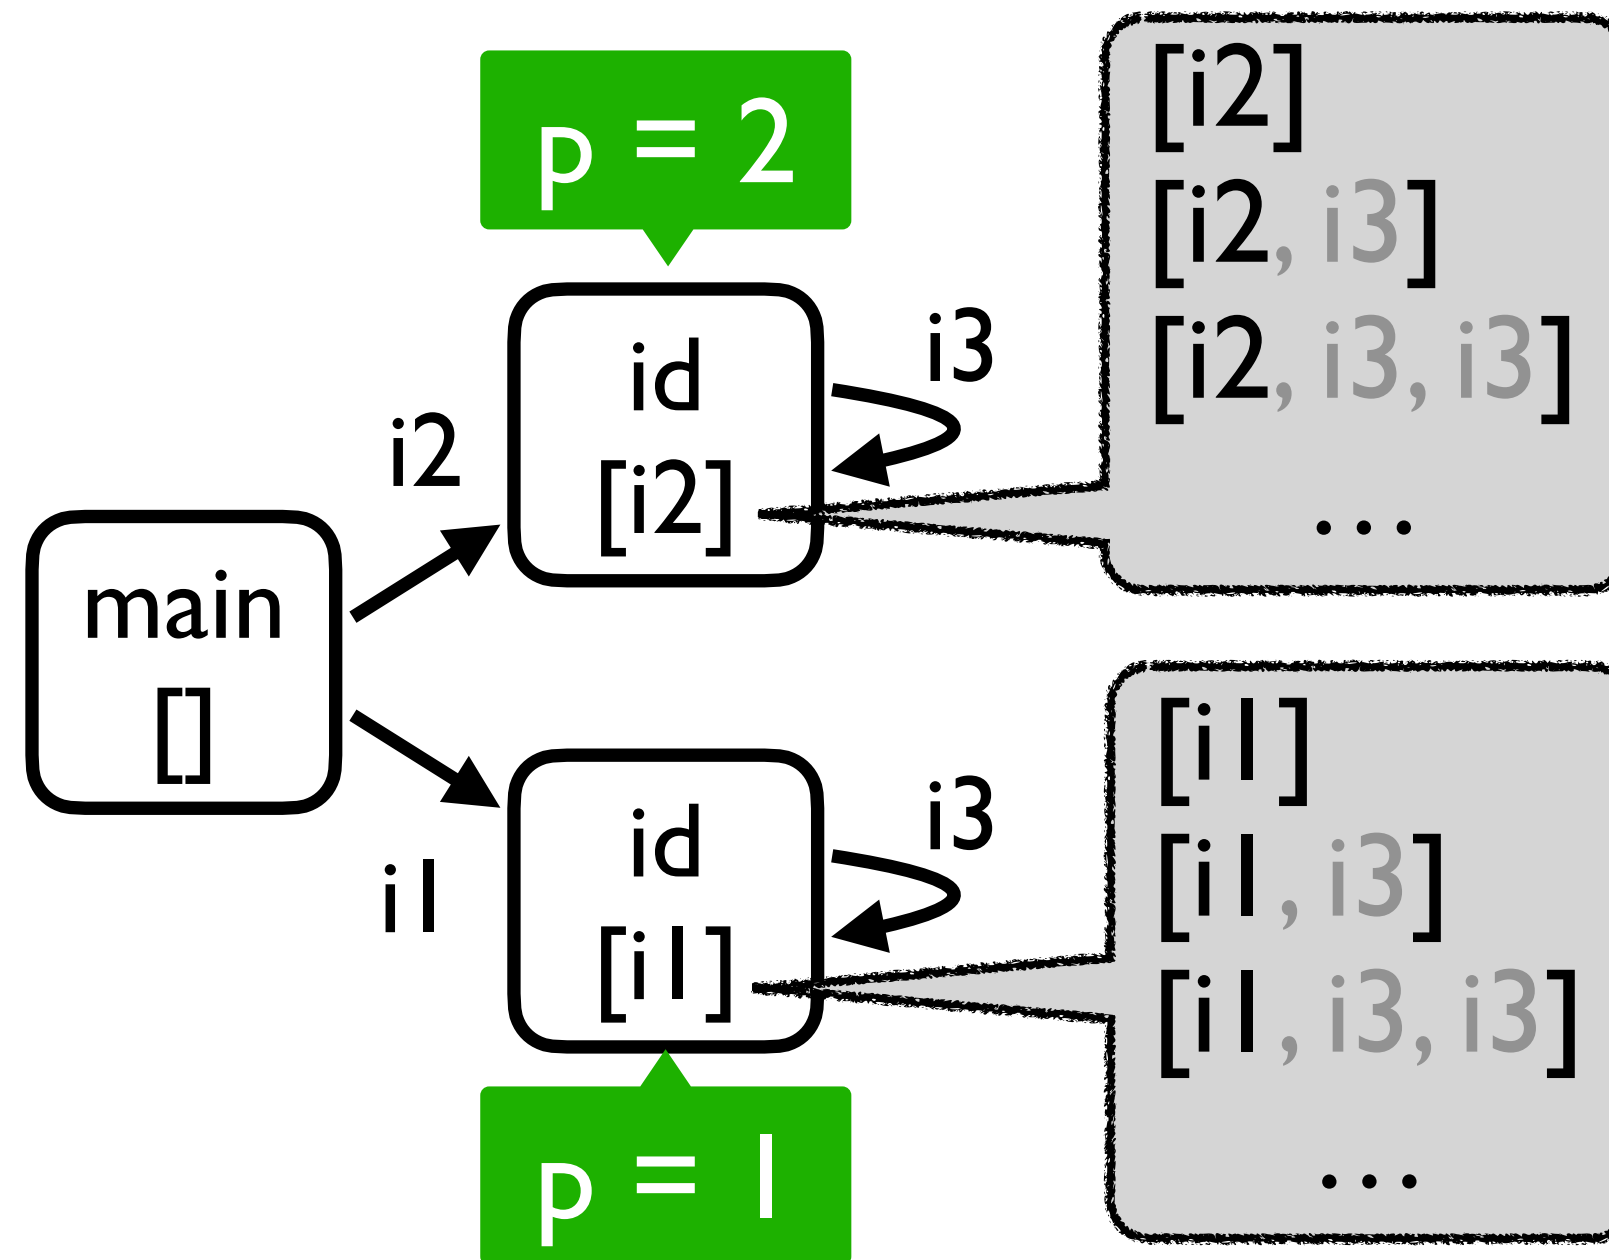 p = 2
id
[i2]
i3
i2
main
[]
i1
id
[i1]
i3
p = 1
[i2]
[i2, i3]
[i2, i3, i3]
...
[i1]
[i1, i3]
[i1, i3, i3]
...